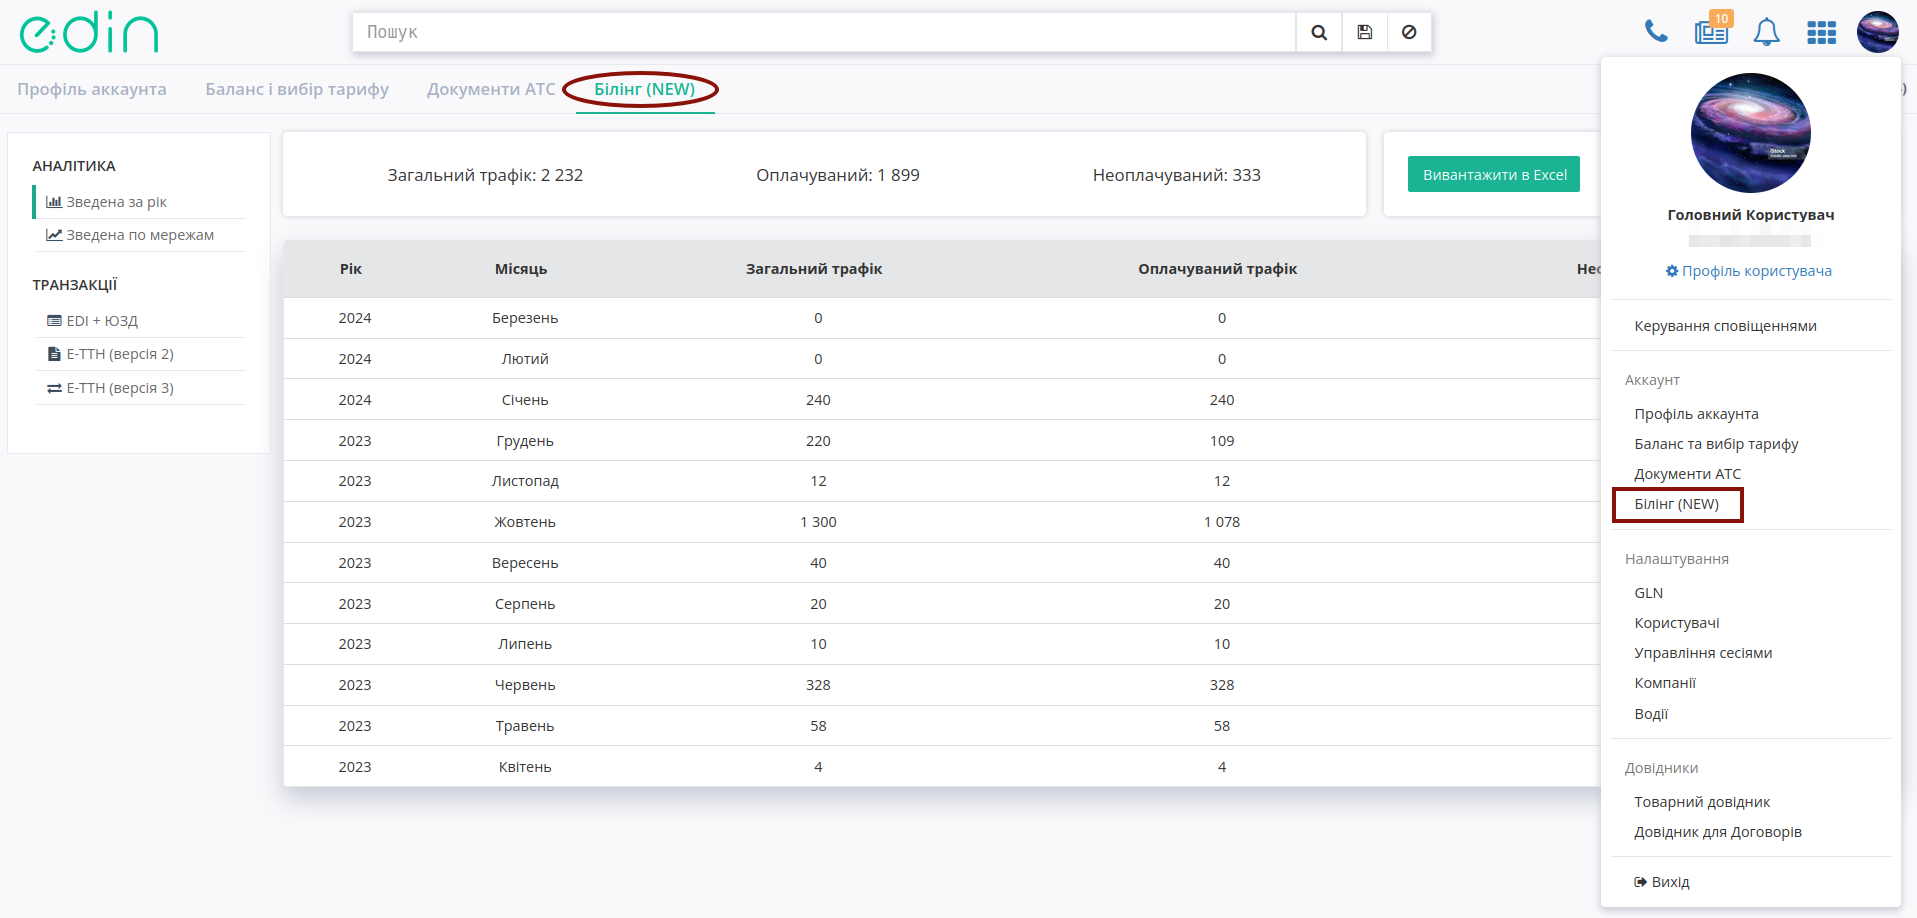 edin
Пошук
10
Профіль аккаунта Баланс і вибір тарифу Документи АТС Білінг (NEW) )
АНАЛІТИКА
Зведена за рік
Зведена по мережам
ТРАНЗАКЦІЇ
EDI + ЮЗД
Е-ТТН (версія 2)
Е-ТТН (версія 3)
Загальний трафік: 2 232 Оплачуваний: 1 899 Неоплачуваний: 333
Вивантажити в Excel
Рік Місяць Загальний трафік Оплачуваний трафік
2024 Березень 0 0
2024 Лютий 0 0
2024 Січень 240 240
2023 Грудень 220 109
2023 Листопад 12 12
2023 Жовтень 1 300 1 078
2023 Вересень 40 40
2023 Серпень 20 20
2023 Липень 10 10
2023 Червень 328 328
2023 Травень 58 58
2023 Квітень 4 4
iStock
Головний Користувач
Профіль користувача
Керування сповіщеннями
Аккаунт
Профіль аккаунта
Баланс та вибір тарифу
Документи АТС
Білінг (NEW)
Налаштування
GLN
Користувачі
Управління сесіями
Компанії
Водії
Довідники
Товарний довідник
Довідник для Договорів
Вихід